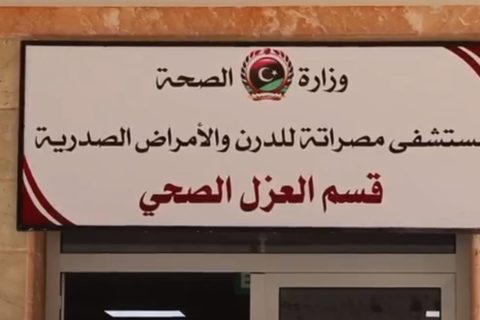 وزارة الصحة
مستشفى مصراتة للدرن والأمراض الصدرية
قسم العزل الصحي